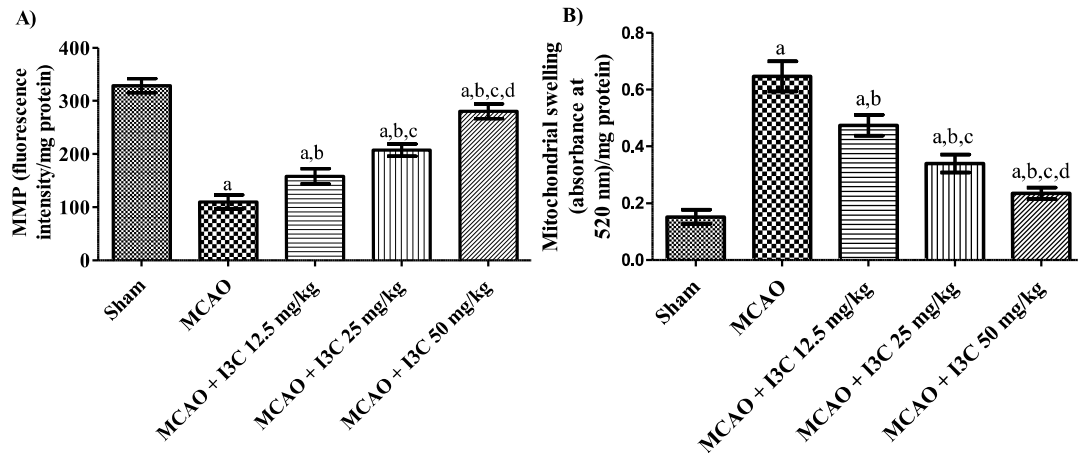 A)
MMP (fluorescence
intensity/mg protein)
400
300
200
100
0
a
a,b
a,b,c
a,b,c,d
Sham
MCAO
MCAO + I3C 12.5 mg/kg
MCAO + I3C 25 mg/kg
MCAO + I3C 50 mg/kg
B)
Mitochondrial swelling
(absorbance at
520 nm)/mg protein)
0.8
0.6
0.4
0.2
0.0
a
a,b
a,b,c
a,b,c,d
Sham
MCAO
MCAO + I3C 12.5 mg/kg
MCAO + I3C 25 mg/kg
MCAO + I3C 50 mg/kg